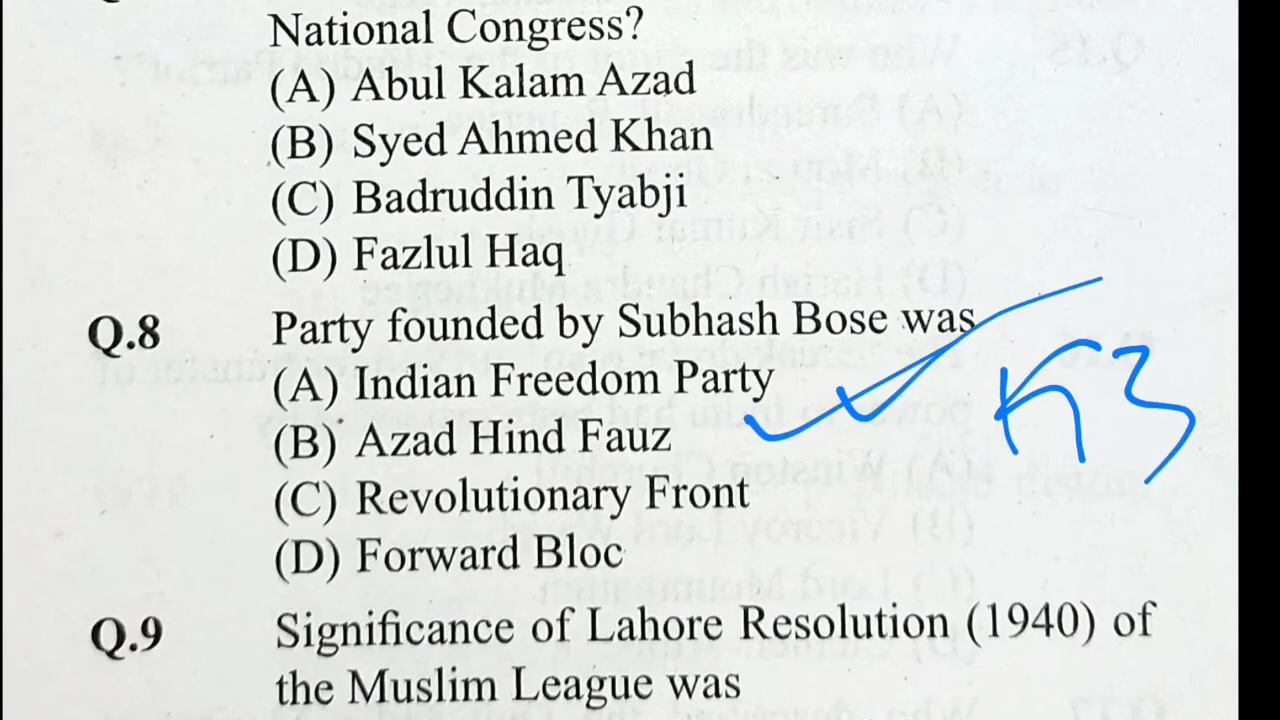 National Congress?
(A) Abul Kalam Azad
(B) Syed Ahmed Khan
(C) Badruddin Tyabji
(D) Fazlul Haq
Q.8 Party founded by Subhash Bose was
(A) Indian Freedom Party
(B) Azad Hind Fauz
(C) Revolutionary Front
(D) Forward Bloc
Q.9 Significance of Lahore Resolution (1940) of
the Muslim League was